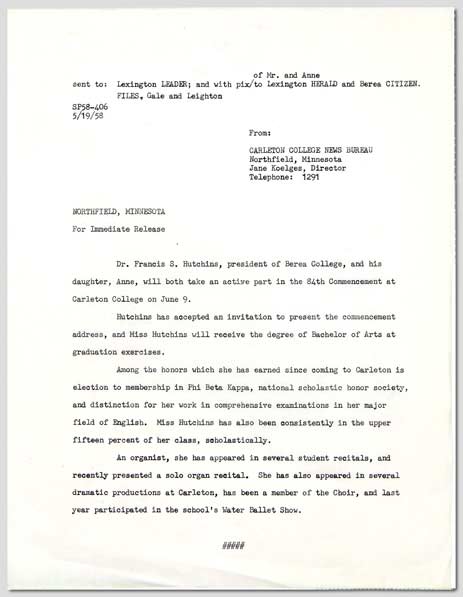 of Mr. and Anne
sent to: Lexington LEADER; and with pix/to Lexington HERALD and Berea CITIZEN.
FILES, Gale and Leighton
SP58-406
5/19/58
From:
CARLETON COLLEGE NEWS BUREAU
Northfield, Minnesota
Jane Koelges, Director
Telephone: 1291
NORTHFIELD, MINNESOTA
For Immediate Release
Dr. Francis S. Hutchins, president of Berea College, and his
daughter, Anne, will both take an active part in the 84th Commencement at
Carleton College on June 9.
Hutchins has accepted an invitation to present the commencement
address, and Miss Hutchins will receive the degree of Bachelor of Arts at
graduation exercises.
Among the honors which she has earned since coming to Carleton is
election to membership in Phi Beta Kappa, national scholastic honor society,
and distinction for her work in comprehensive examinations in her major
field of English. Miss Hutchins has also been consistently in the upper
fifteen percent of her class, scholastically.
An organist, she has appeared in several student recitals, and
recently presented a solo organ recital. She has also appeared in several
dramatic productions at Carleton, has been a member of the Choir, and last
year participated in the school's Water Ballet Show.
#####